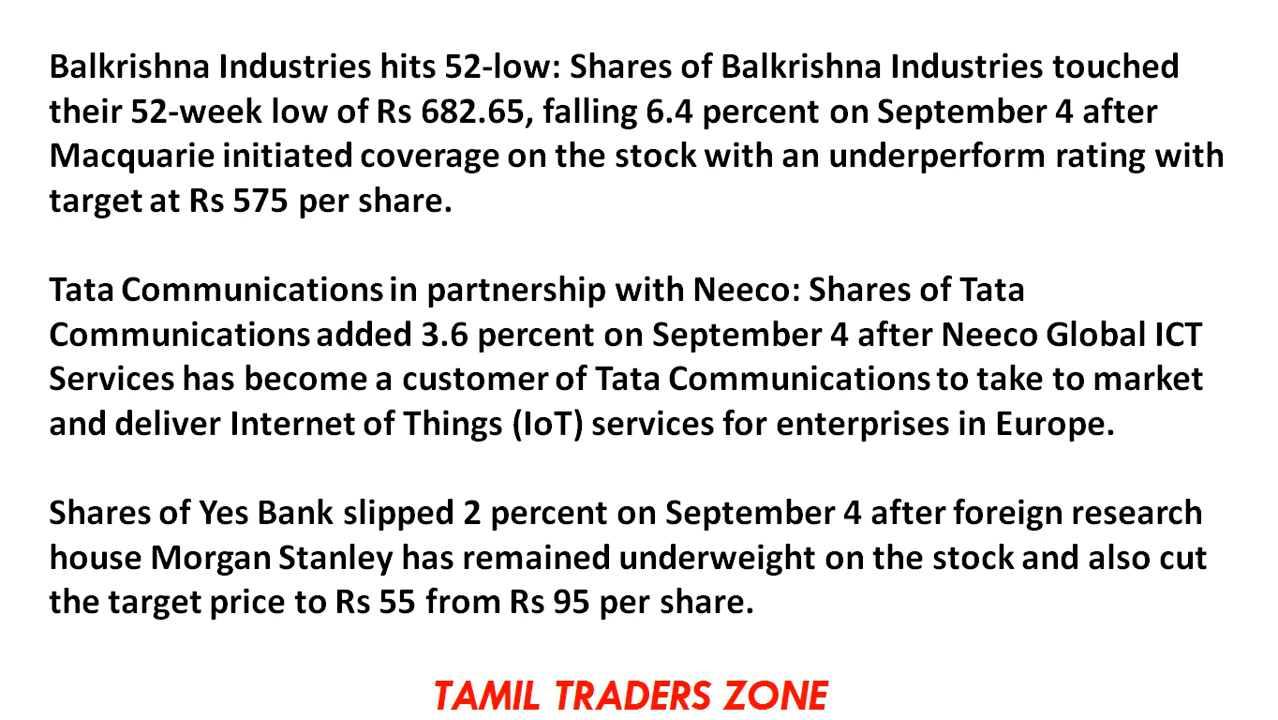 Balkrishna Industries hits 52-low: Shares of Balkrishna Industries touched
their 52-week low of Rs 682.65, falling 6.4 percent on September 4 after
Macquarie initiated coverage on the stock with an underperform rating with
target at Rs 575 per share.
Tata Communications in partnership with Neeco: Shares of Tata
Communications added 3.6 percent on September 4 after Neeco Global ICT
Services has become a customer of Tata Communications to take to market
and deliver Internet of Things (IoT) services for enterprises in Europe.
Shares of Yes Bank slipped 2 percent on September 4 after foreign research
house Morgan Stanley has remained underweight on the stock and also cut
the target price to Rs 55 from Rs 95 per share.
TAMIL TRADERS ZONE